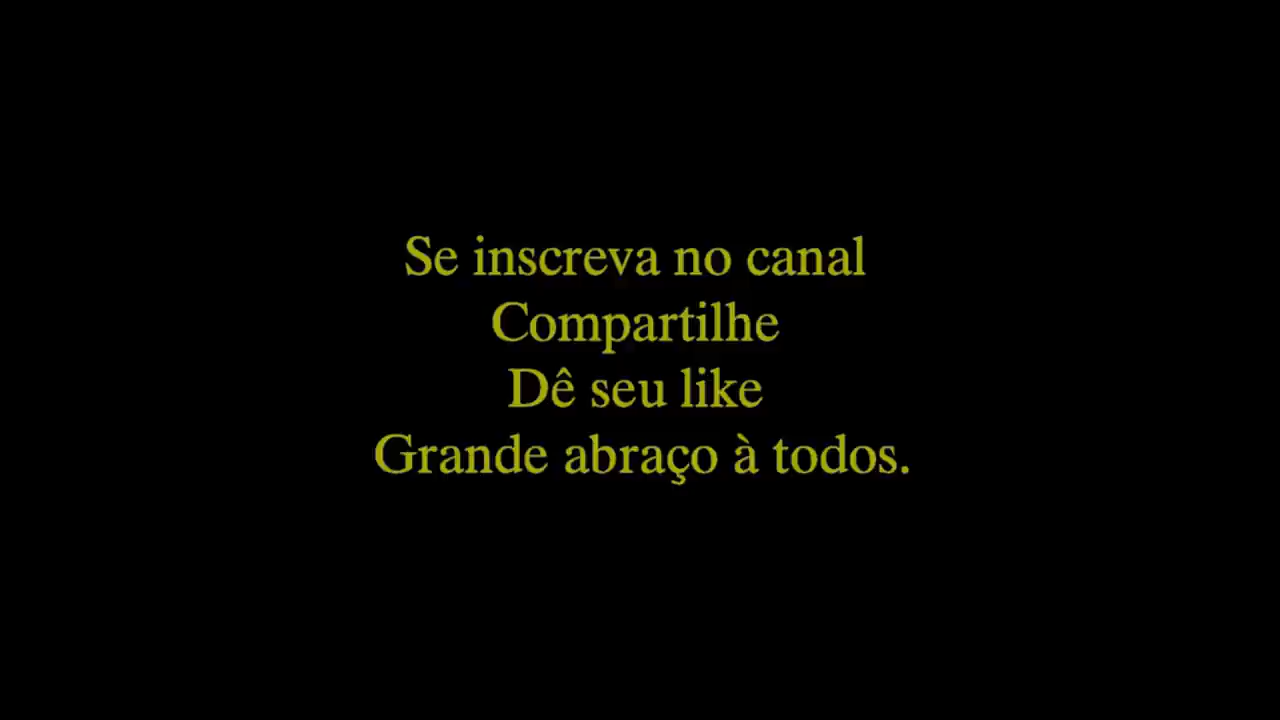 Se inscreva no canal
Compartilhe
Dê seu like
Grande abraço à todos.